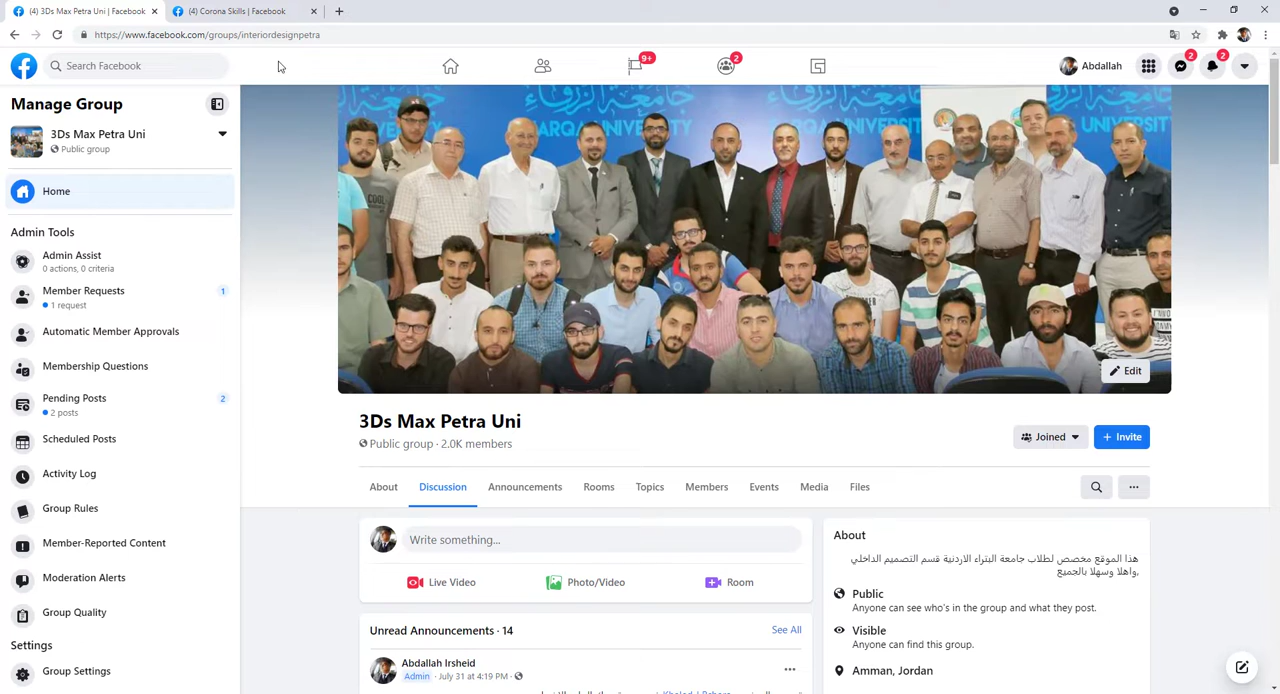 (4) 3Ds Max Petra Uni | Facebook
(4) Corona Skills | Facebook
https://www.facebook.com/groups/interiordesignpetra
Search Facebook
9+
2
Abdallah
2
2
Manage Group
3Ds Max Petra Uni
Public group
Home
Admin Tools
Admin Assist
0 actions, 0 criteria
Member Requests
1
1 request
Automatic Member Approvals
Membership Questions
Pending Posts
2
2 posts
Scheduled Posts
Activity Log
Group Rules
Member-Reported Content
Moderation Alerts
Group Quality
Settings
Group Settings
ARQA UNIVERSITY
UNIVERSITY
Edit
3Ds Max Petra Uni
Public group · 2.0K members
Joined
+ Invite
About
Discussion
Announcements
Rooms
Topics
Members
Events
Media
Files
Write something...
Live Video
Photo/Video
Room
Unread Announcements · 14
See All
Abdallah Irsheid
Admin · July 31 at 4:19 PM ·
About
هذا الموقع مخصص لطلاب جامعة البتراء الاردنية قسم التصميم الداخلي
,واهلا وسهلا بالجميع
Public
Anyone can see who's in the group and what they post.
Visible
Anyone can find this group.
Amman, Jordan